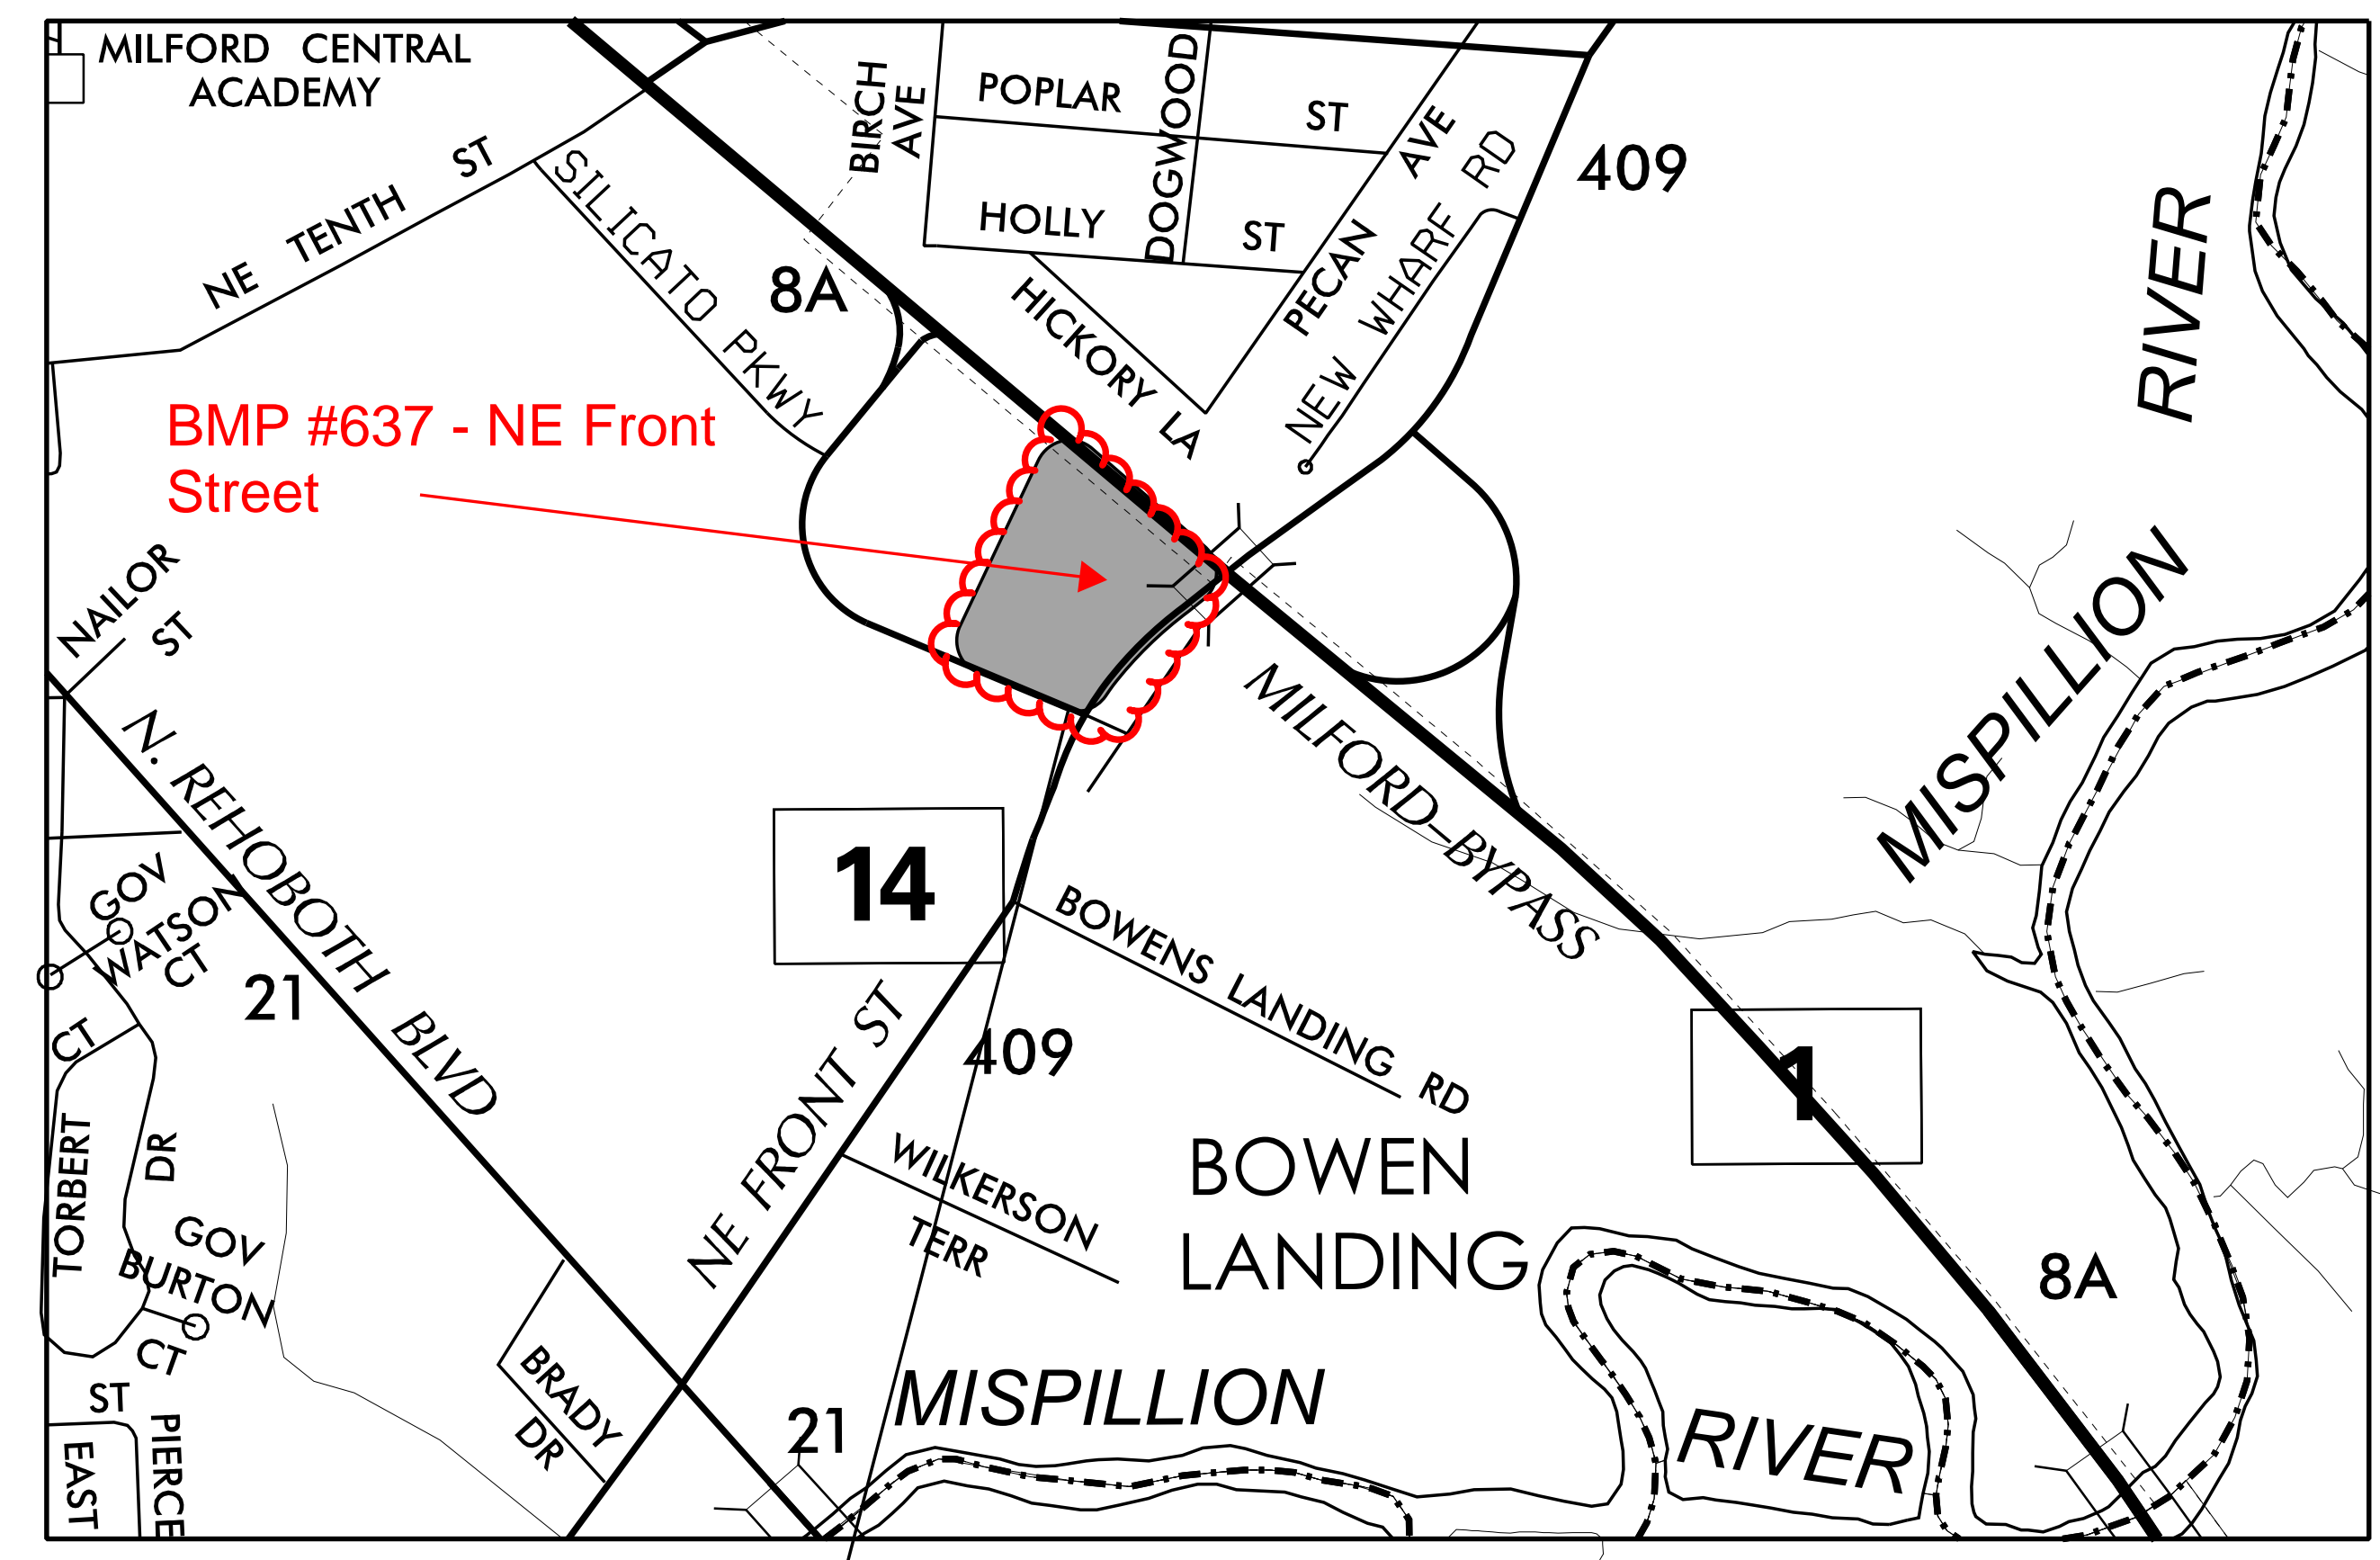 MILFORD CENTRAL
ACADEMY
NE TENTH ST
SILICATO PKWY
8A
BIRCH
AVE
POPLAR ST
DOGWOOD
HOLLY ST
HICKORY LA
PECAN AVE
NEW WHARF RD
409
RIVER
BMP #637 - NE Front
Street
NAILOR
ST
N. REHOBOTH BLVD
MILFORD-BYPASS
MISPILLION
14
GOV
WATSON
CT
21
BOWENS LANDING RD
NE FRONT ST
409
1
CT
TORBERT
DR
WILKERSON
TERR
BOWEN
LANDING
GOV
BURTON
CT
8A
BRADY
DR
MISPILLION
RIVER
21
ST
EAST
PIERCE